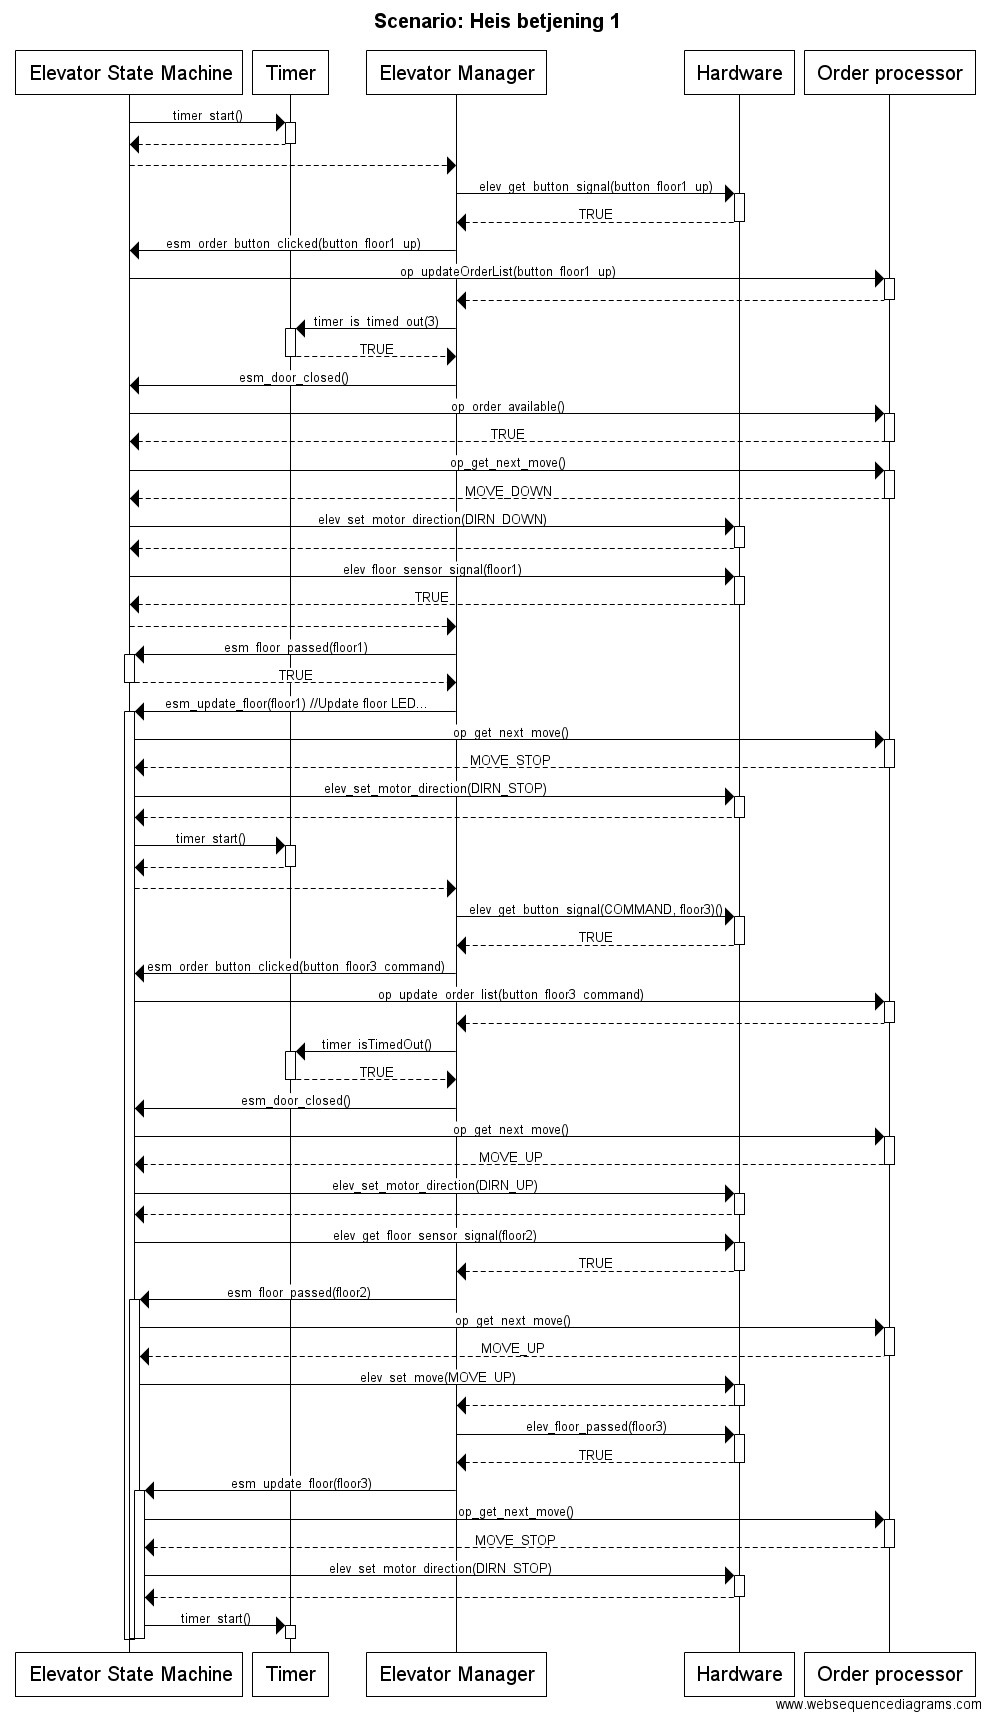 Scenario: Heis betjening 1
Elevator State Machine
Timer
Elevator Manager
Hardware
Order processor
timer_start()
elev_get_button_signal(button_floor1_up)
TRUE
esm_order_button_clicked(button_floor1_up)
op_updateOrderList(button_floor1_up)
timer_is_timed_out(3)
TRUE
esm_door_closed()
op_order_available()
TRUE
op_get_next_move()
MOVE_DOWN
elev_set_motor_direction(DIRN_DOWN)
elev_floor_sensor_signal(floor1)
TRUE
esm_floor_passed(floor1)
TRUE
esm_update_floor(floor1) //Update floor LED...
op_get_next_move()
MOVE_STOP
elev_set_motor_direction(DIRN_STOP)
timer_start()
elev_get_button_signal(COMMAND, floor3)()
TRUE
esm_order_button_clicked(button_floor3_command)
op_update_order_list(button_floor3_command)
timer_isTimedOut()
TRUE
esm_door_closed()
op_get_next_move()
MOVE_UP
elev_set_motor_direction(DIRN_UP)
elev_get_floor_sensor_signal(floor2)
TRUE
esm_floor_passed(floor2)
op_get_next_move()
MOVE_UP
elev_set_move(MOVE_UP)
elev_floor_passed(floor3)
TRUE
esm_update_floor(floor3)
op_get_next_move()
MOVE_STOP
elev_set_motor_direction(DIRN_STOP)
timer_start()
Elevator State Machine
Timer
Elevator Manager
Hardware
Order processor
www.websequencediagrams.com